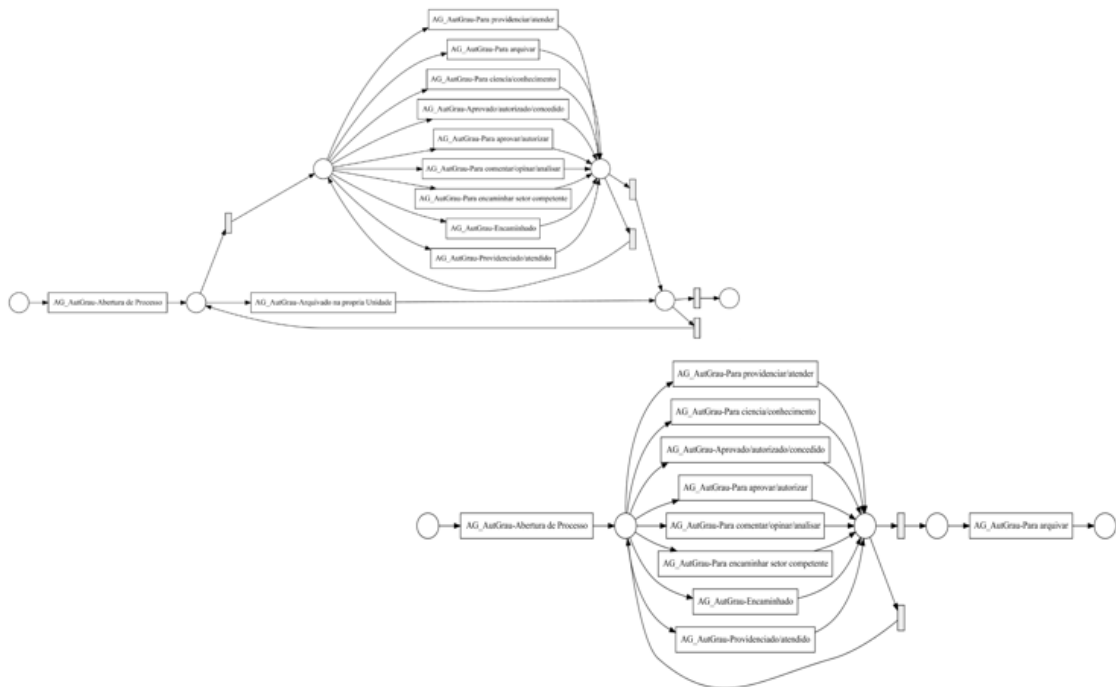 AG_AutGrau-Para providenciar/atender
AG_AutGrau-Para arquivar
AG_AutGrau-Para ciencia/conhecimento
AG_AutGrau-Aprovado/autorizado/concedido
AG_AutGrau-Para aprovar/autorizar
AG_AutGrau-Para comentar/opinar/analisar
AG_AutGrau-Para encaminhar setor competente
AG_AutGrau-Encaminhado
AG_AutGrau-Providenciado/atendido
AG_AutGrau-Abertura de Processo
AG_AutGrau-Arquivado na propria Unidade
AG_AutGrau-Para providenciar/atender
AG_AutGrau-Para ciencia/conhecimento
AG_AutGrau-Aprovado/autorizado/concedido
AG_AutGrau-Para aprovar/autorizar
AG_AutGrau-Abertura de Processo
AG_AutGrau-Para comentar/opinar/analisar
AG_AutGrau-Para arquivar
AG_AutGrau-Para encaminhar setor competente
AG_AutGrau-Encaminhado
AG_AutGrau-Providenciado/atendido